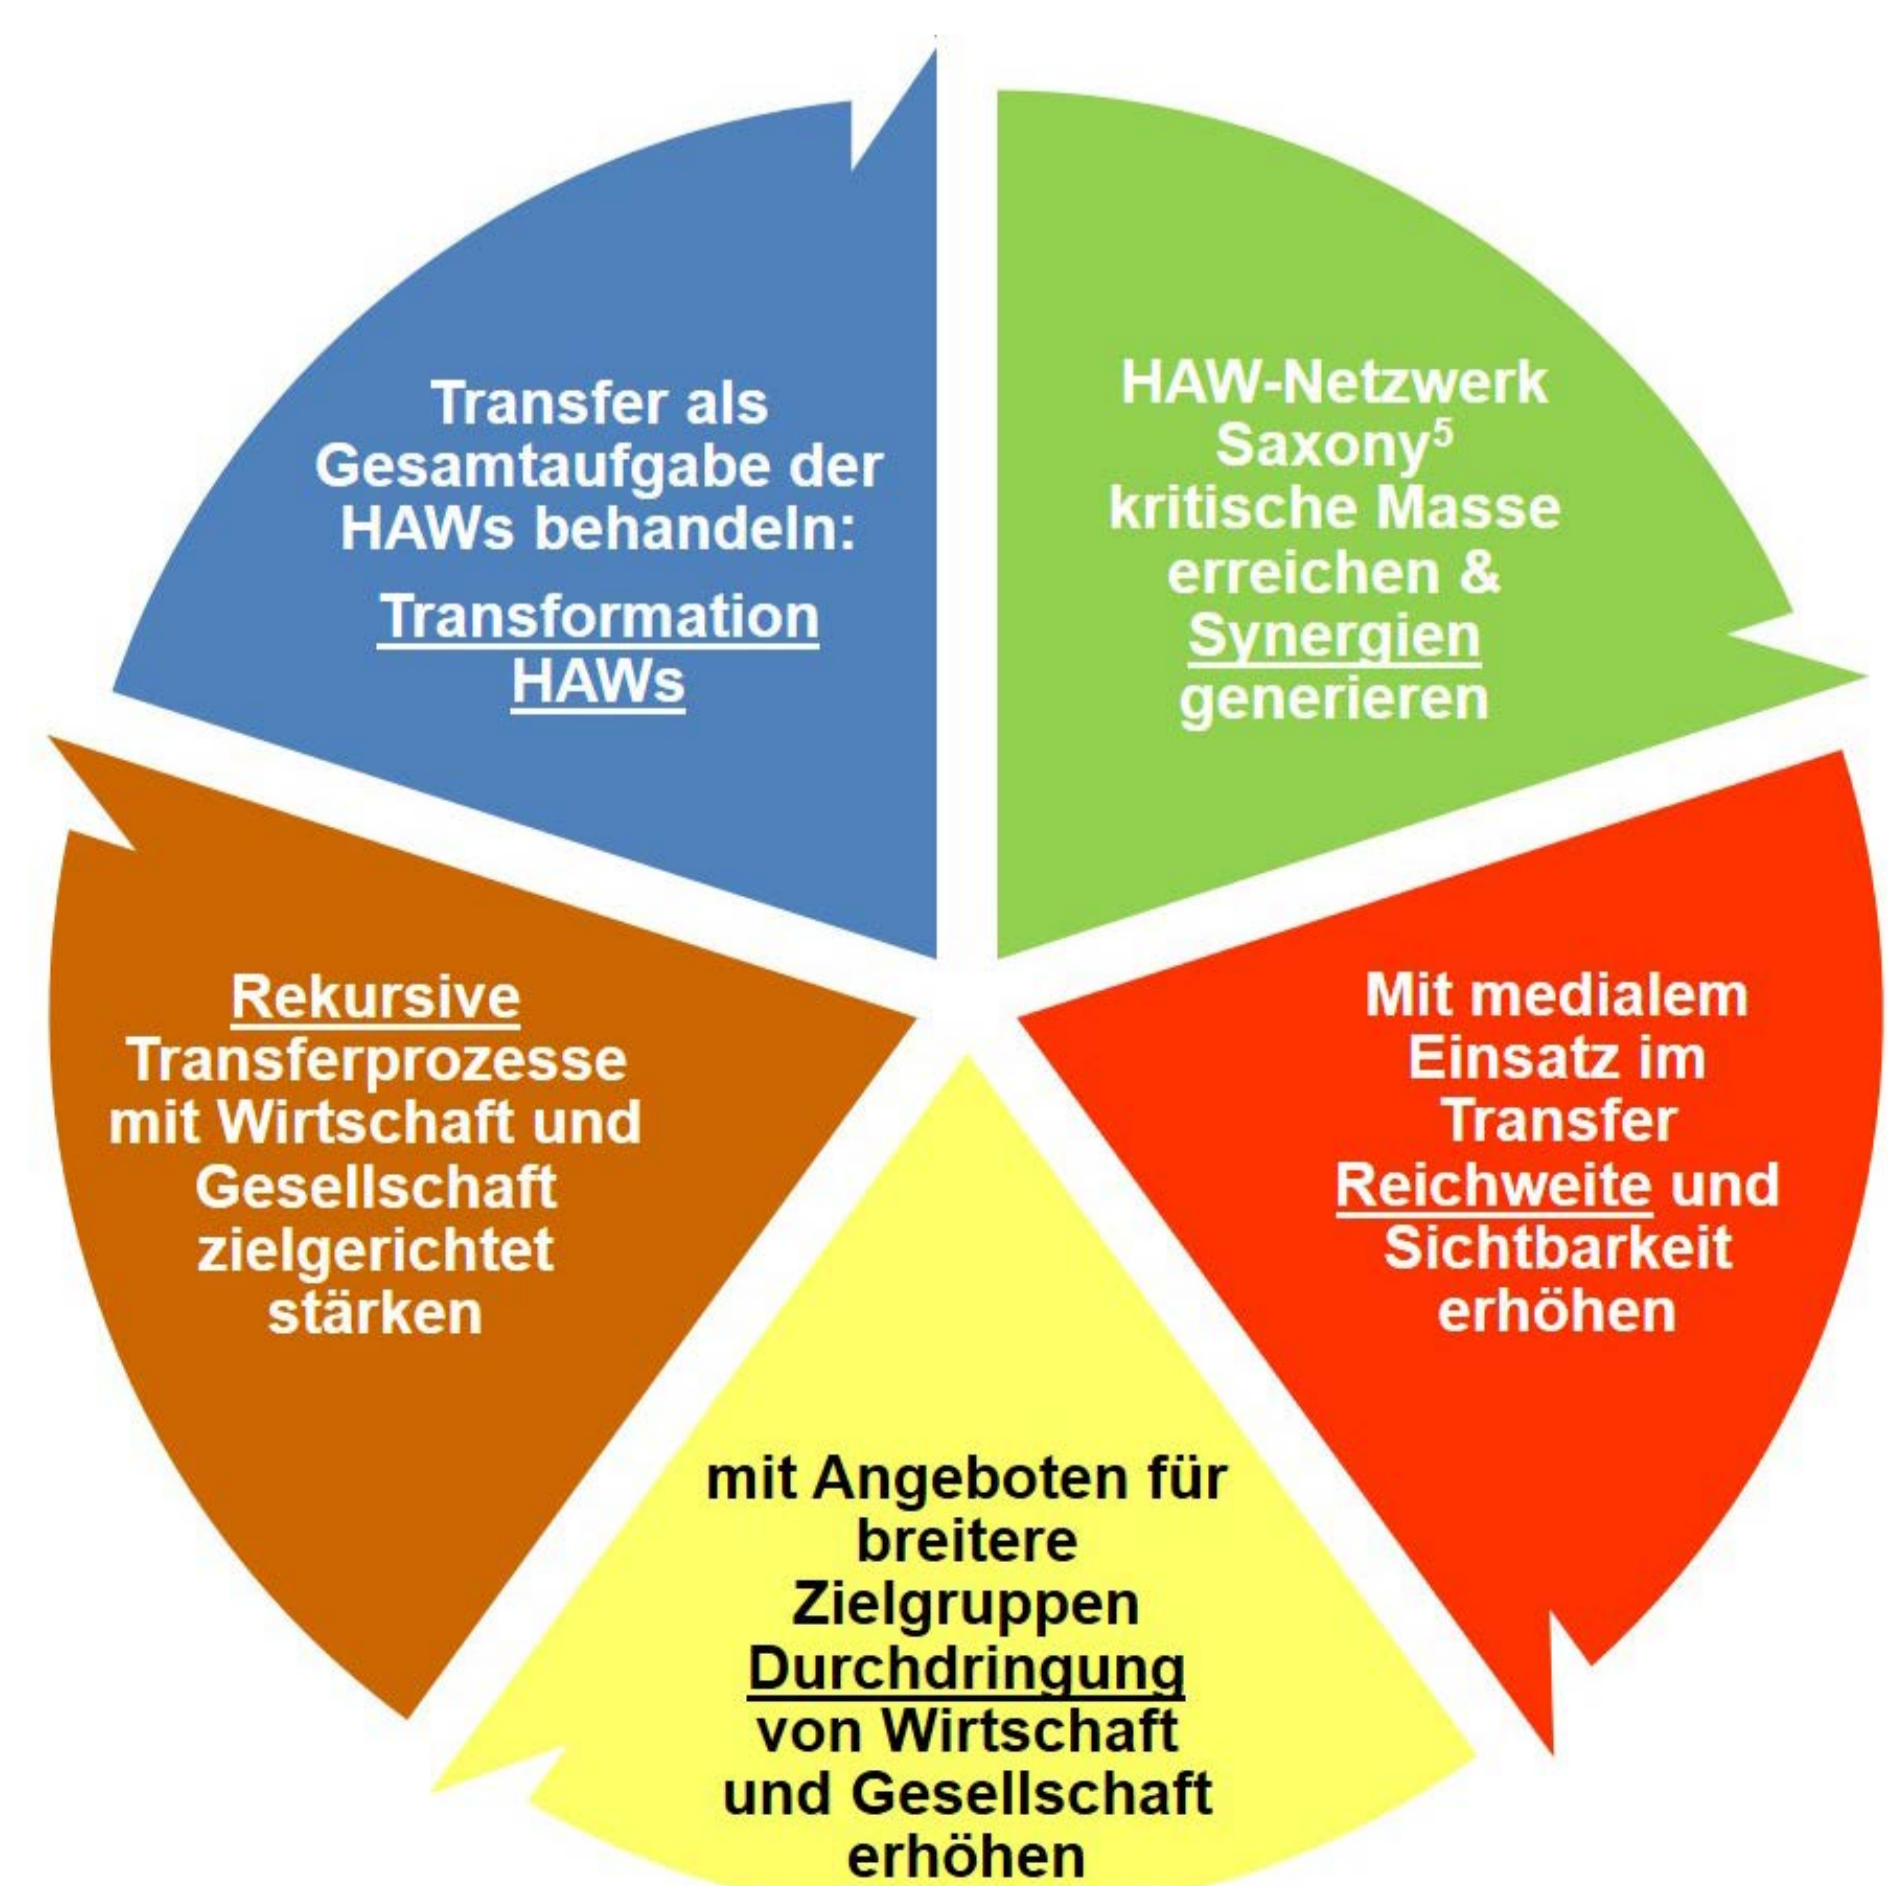 Transfer als
Gesamtaufgabe der
HAWs behandeln:
Transformation
HAWs
HAW-Netzwerk
Saxony⁵
kritische Masse
erreichen &
Synergien
generieren
Mit medialem
Einsatz im
Transfer
Reichweite und
Sichtbarkeit
erhöhen
mit Angeboten für
breitere
Zielgruppen
Durchdringung
von Wirtschaft
und Gesellschaft
erhöhen
Rekursive
Transferprozesse
mit Wirtschaft und
Gesellschaft
zielgerichtet
stärken